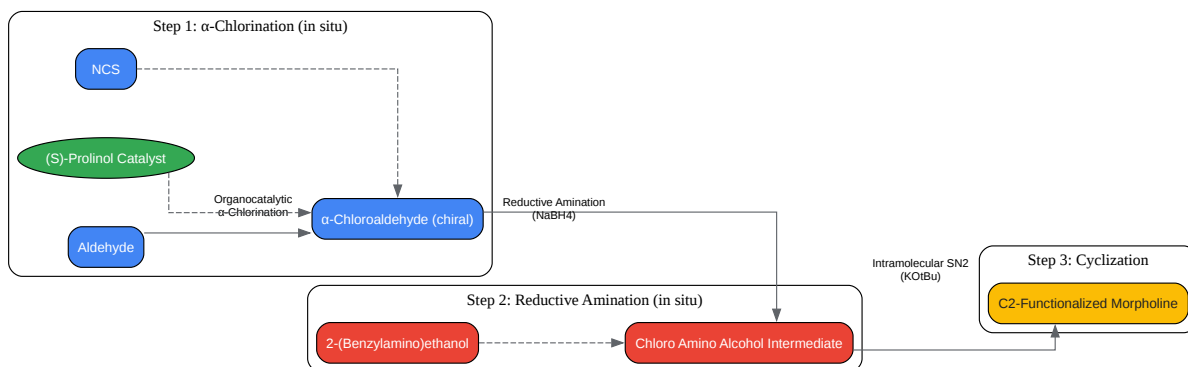 Step 1: α-Chlorination (in situ)
NCS
(S)-Prolinol Catalyst
Organocatalytic
α-Chlorination
α-Chloroaldehyde (chiral)
Aldehyde
Reductive Amination
(NaBH4)
Intramolecular SN2
(KOtBu)
Step 3: Cyclization
C2-Functionalized Morpholine
Step 2: Reductive Amination (in situ)
2-(Benzylamino)ethanol
Chloro Amino Alcohol Intermediate